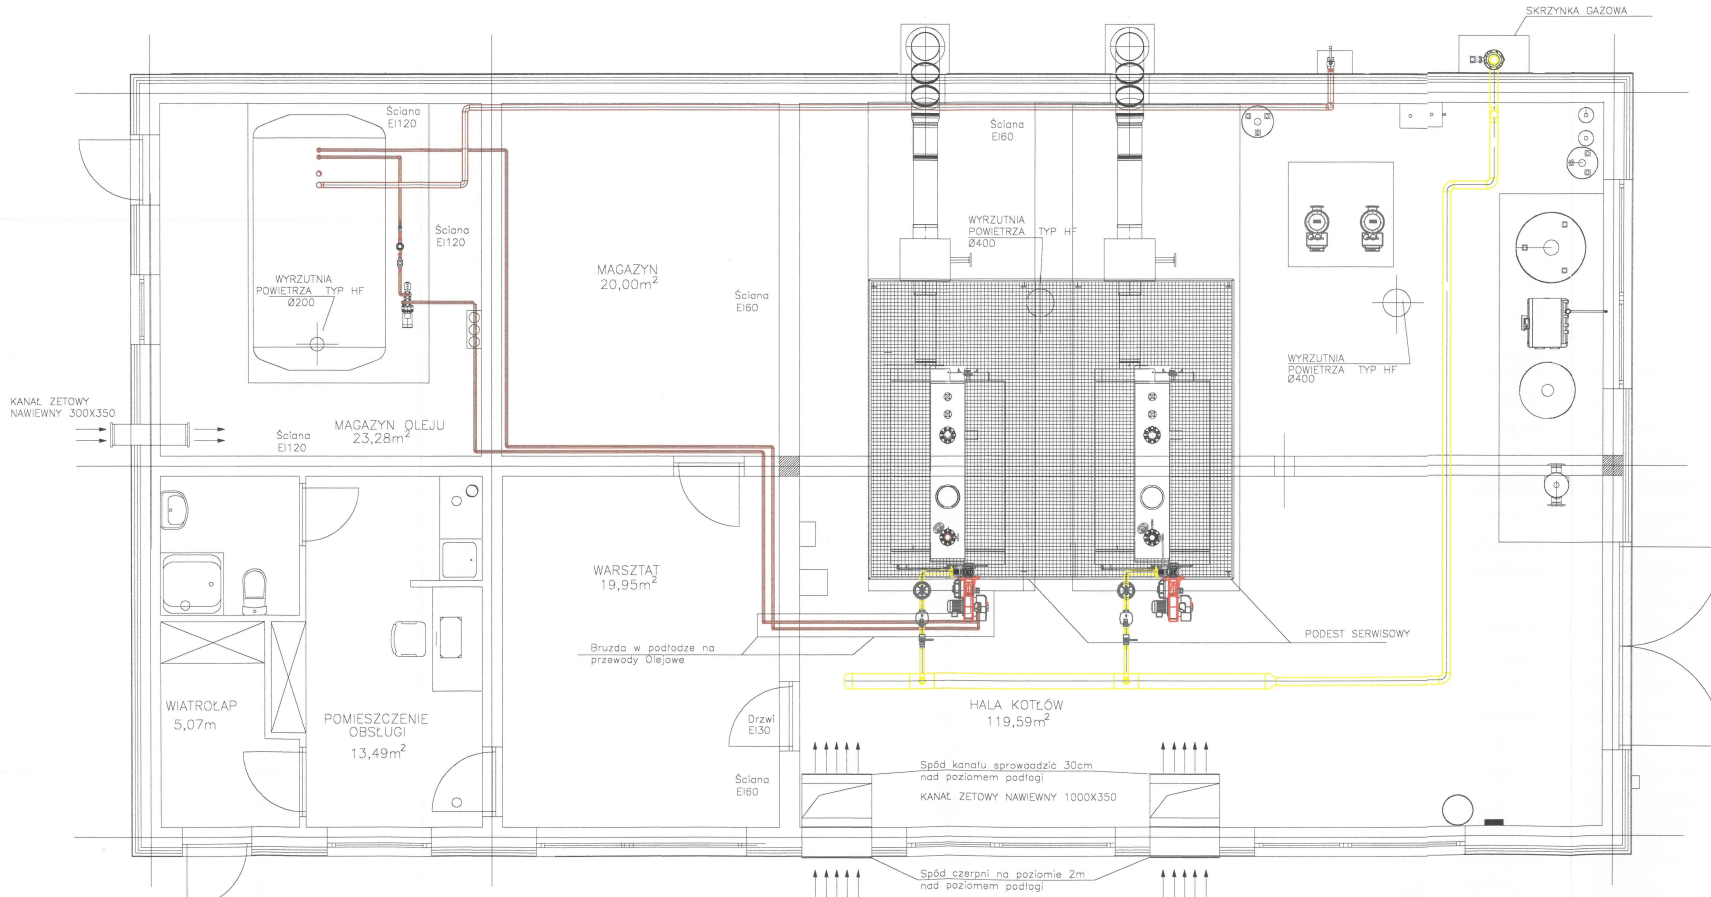 SKRZYNKA GAZOWA
Ściana
EI120
Ściana
EI60
WYRZUTNIA
POWIETRZA TYP HF
Ø400
Ściana
EI120
MAGAZYN
20,00m²
WYRZUTNIA
POWIETRZA TYP HF
Ø200
Ściana
EI60
WYRZUTNIA
POWIETRZA TYP HF
Ø400
KANAŁ ZETOWY
NAWIEWNY 300X350
MAGAZYN OLEJU
23,28m²
Ściana
EI120
WARSZTAT
19,95m²
PODEST SERWISOWY
Bruzda w podłodze na
przewody Olejowe
WIATROŁAP
5,07m
POMIESZCZENIE
OBSŁUGI
13,49m²
Drzwi
EI30
HALA KOTŁÓW
119,59m²
Ściana
EI60
Spód kanału sprowaadzić 30cm
nad poziomem podłogi
KANAŁ ZETOWY NAWIEWNY 1000X350
Spód czerpni na poziomie 2m
nad poziomem podłogi